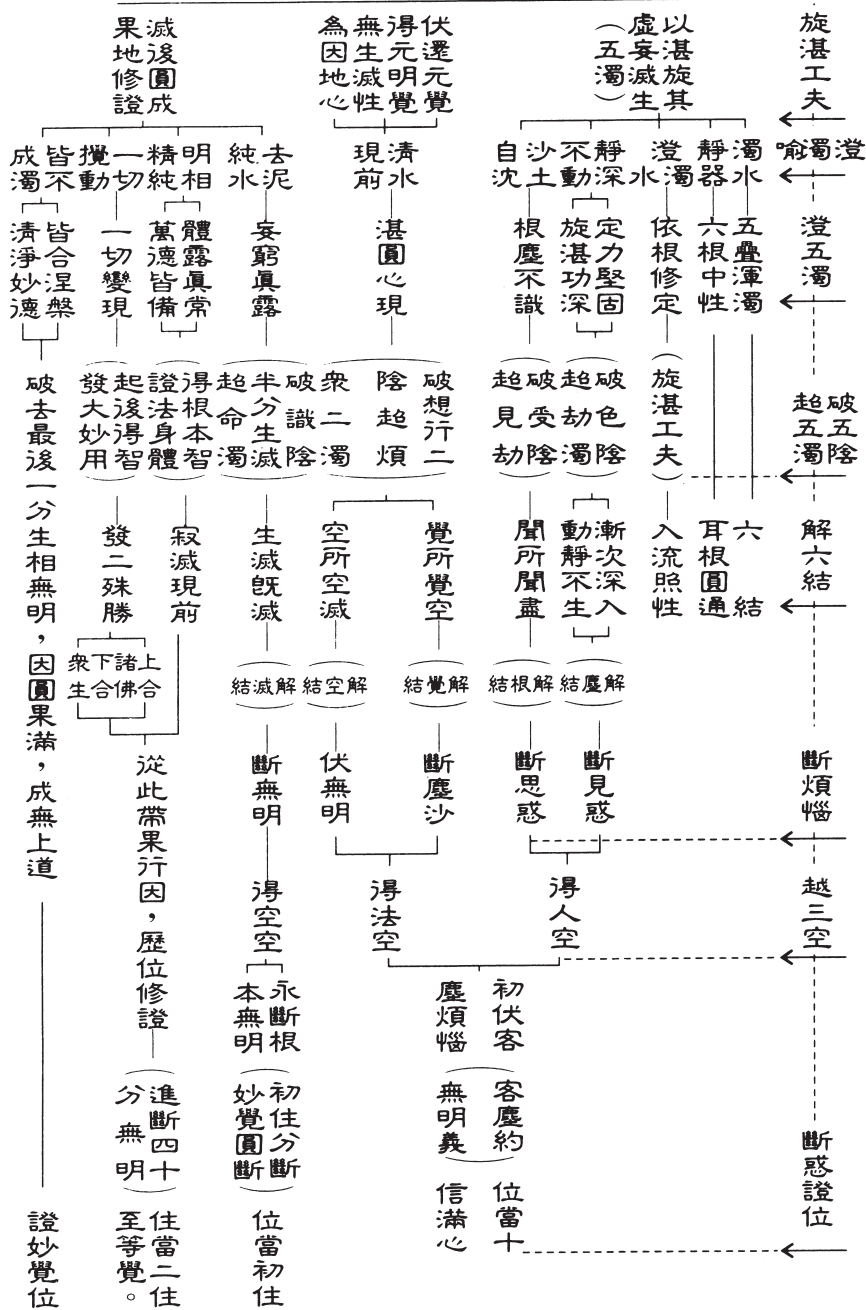 旋湛工夫
澄濁喻
澄五濁
破五陰
超五濁
解六結
斷煩惱
越三空
斷惑證位
以湛旋其
虛妄滅生
（五濁）
濁水
靜器
澄濁水
靜深
不動
沙土
自沈
五疊渾濁
六根中性
依根修定
定力堅固
旋湛功深
根塵不識
（旋湛工夫）
（破色陰
超劫濁）
（破受陰
超見劫）
六結
耳根圓通
入流照性
漸次深入
動靜不生
聞所聞盡
（解塵結）
（解根結）
斷見惑
斷思惑
得人空
伏還元覺
得元明覺
無生滅性
為因地心
清水
現前
湛圓心現
（破想行二
陰超煩
眾二濁）
覺所覺空
空所空滅
（解覺結）
（解空結）
斷塵沙
伏無明
得法空
初伏客
塵煩惱
（客塵約
無明義）
位當十
信滿心
滅後圓成
果地修證
去泥
純水
妄窮真露
（破識陰
半分生滅
超命濁）
生滅既滅
（解滅結）
斷無明
得空空
永斷根
本無明
（初住分斷
妙覺圓斷）
位當初住
明相
精純
體露真常
萬德皆備
（得根本智
證法身體）
寂滅現前
一切
攪動
一切變現
（起後得智
發大妙用）
發二殊勝
上合
諸佛
下合
眾生
從此帶果行因，歷位修證
（進斷四十
分無明）
住當二住
至等覺。
皆不
成濁
皆合涅槃
清淨妙德
破去最後一分生相無明，因圓果滿，成無上道
證妙覺位